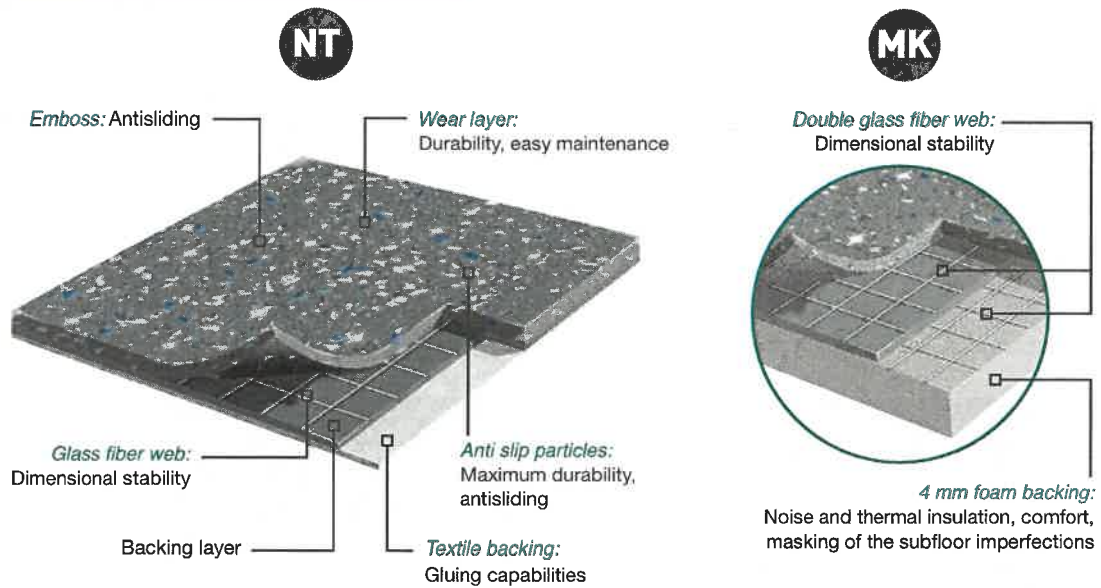 NT
Emboss: Antisliding
Wear layer:
Durability, easy maintenance
Glass fiber web:
Dimensional stability
Backing layer
Anti slip particles:
Maximum durability,
antisliding
Textile backing:
Gluing capabilities
MK
Double glass fiber web:
Dimensional stability
4 mm foam backing:
Noise and thermal insulation, comfort,
masking of the subfloor imperfections